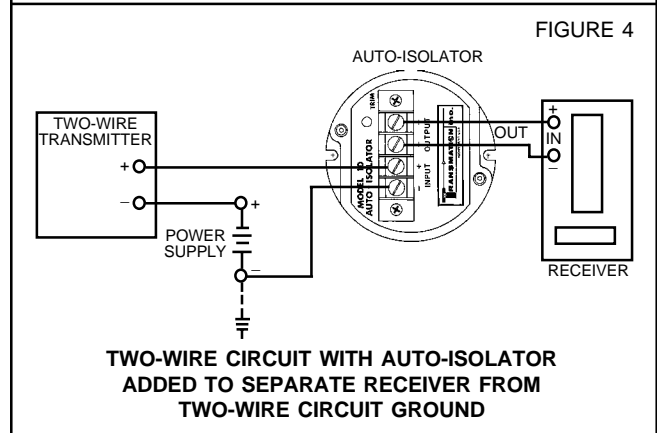 FIGURE 4
AUTO-ISOLATOR
TWO-WIRE
TRANSMITTER
+
–
+
POWER
SUPPLY
–
TRIM
OUTPUT
+
INPUT
–
MODEL
AUTO ISOLATOR
OUT
+
IN
–
RECEIVER
TWO-WIRE CIRCUIT WITH AUTO-ISOLATOR
ADDED TO SEPARATE RECEIVER FROM
TWO-WIRE CIRCUIT GROUND